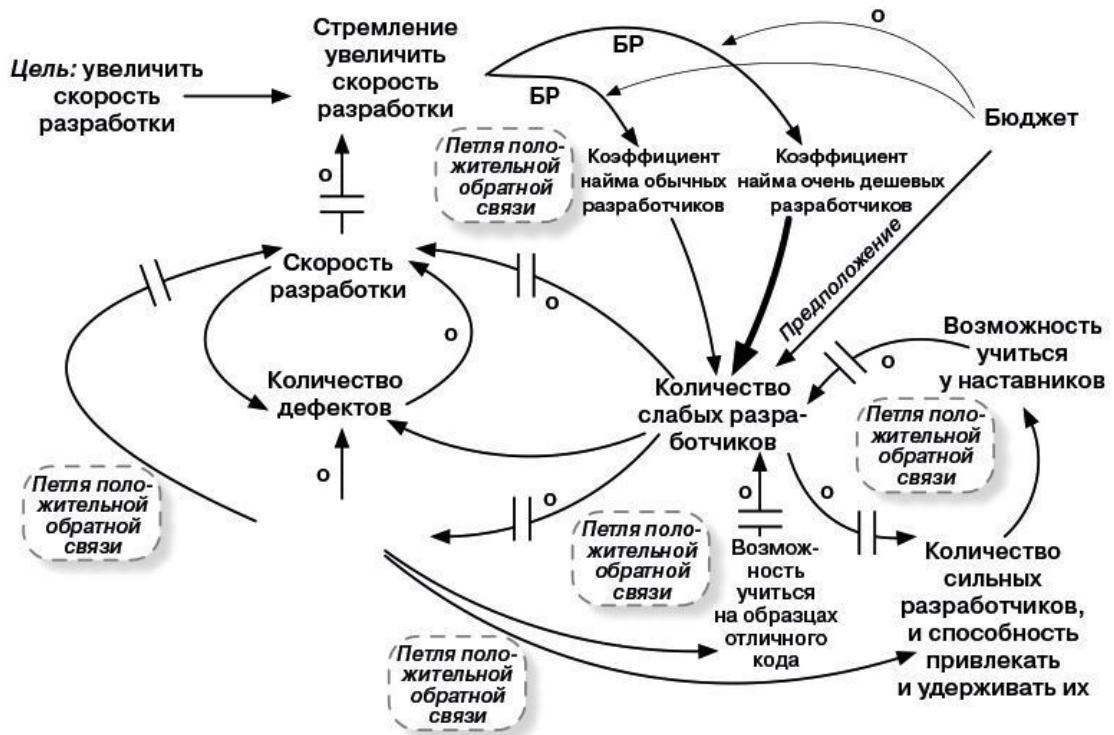 Цель: увеличить
скорость
разработки
Стремление
увеличить
скорость
разработки
БР
БР
о
Бюджет
Петля поло-
жительной
обратной
связи
Коэффициент
найма обычных
разработчиков
Коэффициент
найма очень дешевых
разработчиков
о
Предположение
Скорость
разработки
о
о
Количество
дефектов
о
Количество
слабых разра-
ботчиков
о
Возможность
учиться
у наставников
Петля поло-
жительной
обратной
связи
Петля поло-
жительной
обратной
связи
о
о
Петля поло-
жительной
обратной
связи
о
о
Возмож-
ность
учиться
на образцах
отличного
кода
Количество
сильных
разработчиков,
и способность
привлекать
и удерживать их
Петля поло-
жительной
обратной
связи